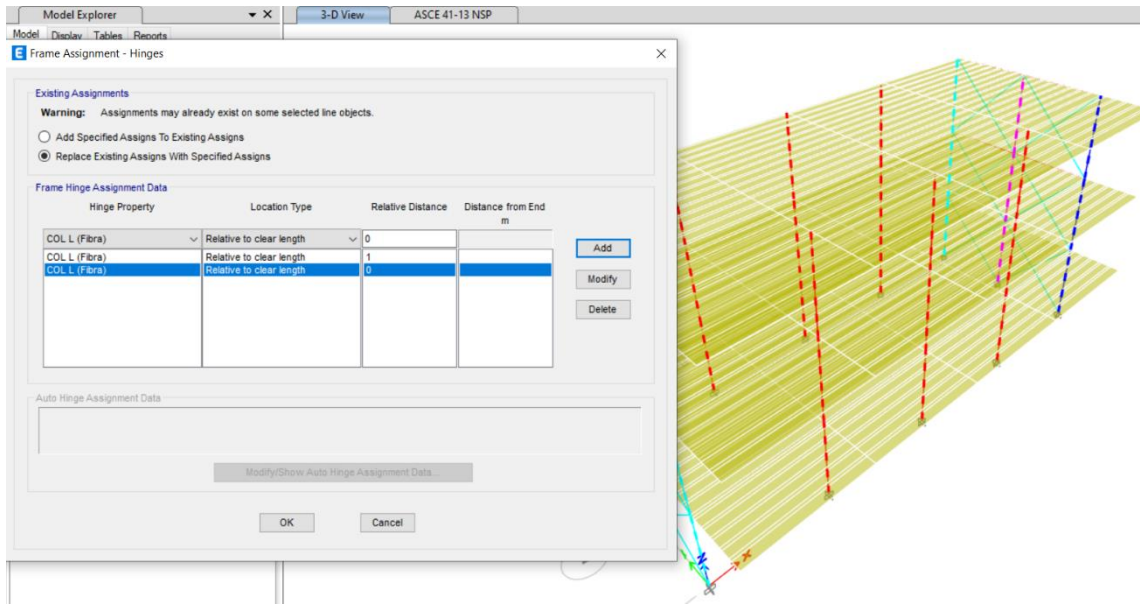 Model Explorer
3-D View
ASCE 41-13 NSP
Model Display Tables Reports
E Frame Assignment - Hinges
Existing Assignments
Warning: Assignments may already exist on some selected line objects.
Add Specified Assigns To Existing Assigns
Replace Existing Assigns With Specified Assigns
Frame Hinge Assignment Data
Hinge Property Location Type Relative Distance Distance from End
m
COL L (Fibra) Relative to clear length 0
COL L (Fibra) Relative to clear length 1
COL L (Fibra) Relative to clear length 0
Add
Modify
Delete
Auto Hinge Assignment Data
Modify/Show Auto Hinge Assignment Data...
OK Cancel
X